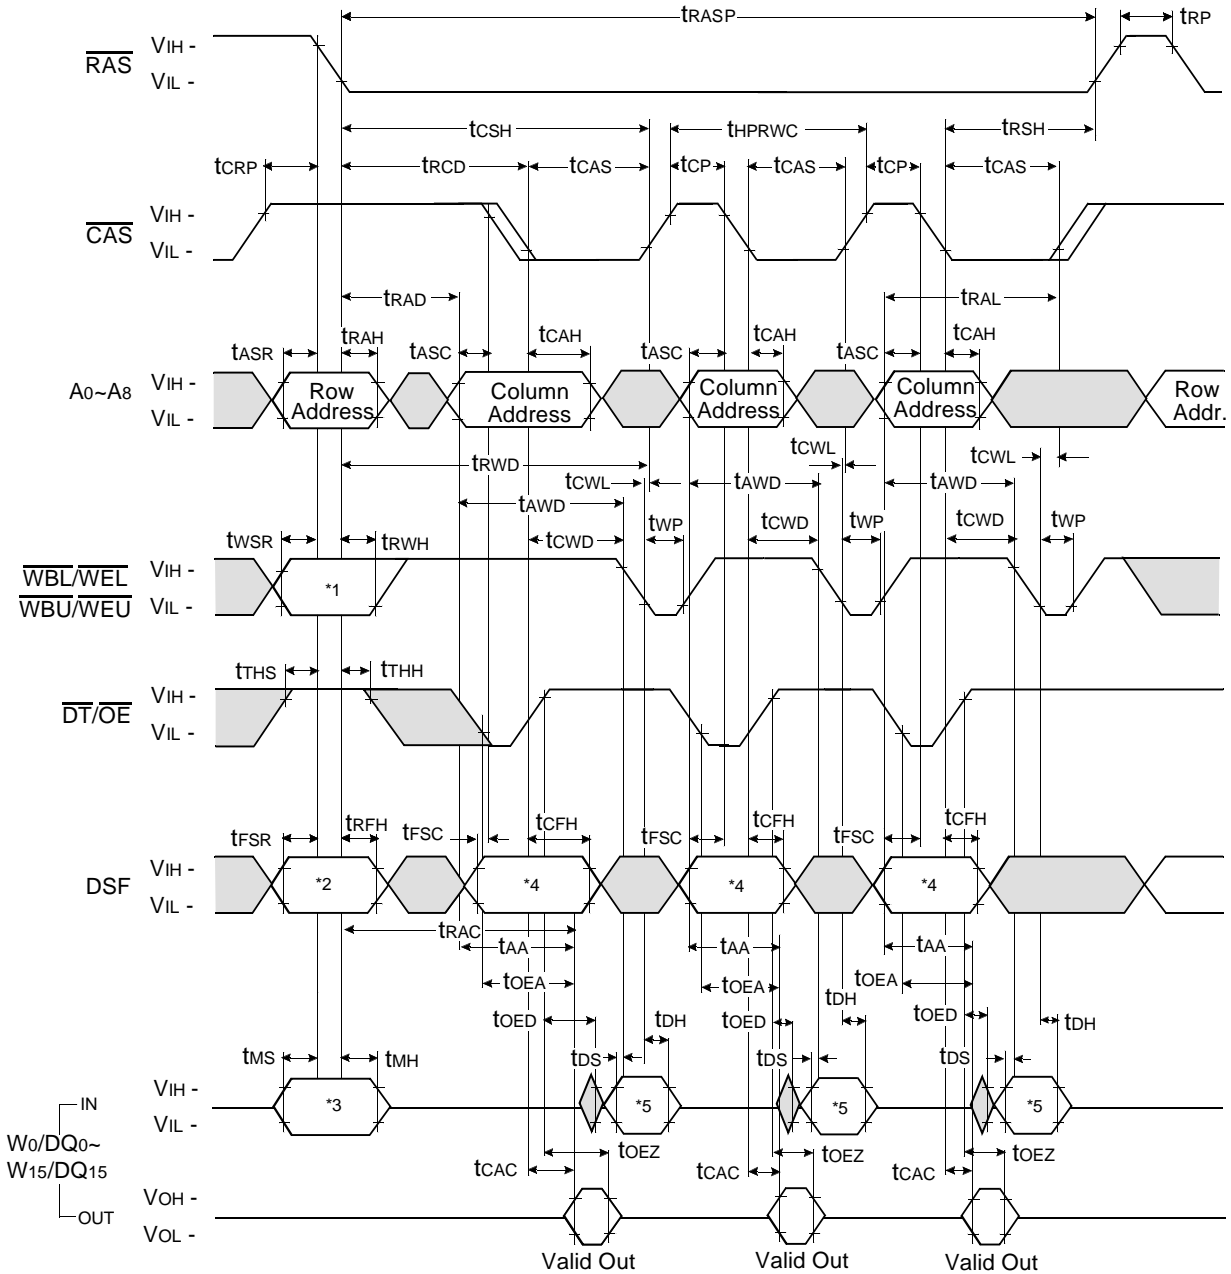 tRASP
tRP
RAS
VIH -
VIL -
tCSH
tHPRWC
tRSH
tCRP
tRCD
tCAS
tCP
tCAS
tCP
tCAS
CAS
VIH -
VIL -
tRAD
tRAL
tASR
tRAH
tASC
tCAH
tASC
tCAH
tASC
tCAH
A0~A8
VIH -
VIL -
Row
Address
Column
Address
Column
Address
Column
Address
Row
Addr.
tRWD
tCWL
tCWL
tCWL
tAWD
tAWD
tAWD
tWSR
tRWH
tCWD
tWP
tCWD
tWP
tCWD
tWP
WBL/WEL
WBU/WEU
VIH -
VIL -
*1
tTHS
tTHH
DT/OE
VIH -
VIL -
tFSR
tRFH
tFSC
tCFH
tFSC
tCFH
tFSC
tCFH
DSF
VIH -
VIL -
*2
*4
*4
*4
tRAC
tAA
tAA
tAA
tOEA
tOEA
tOEA
tOED
tDH
tOED
tDH
tOED
tDH
tMS
tMH
tDS
tDS
tDS
VIH -
VIL -
*3
*5
*5
*5
IN
W0/DQ0~
W15/DQ15
OUT
tOEZ
tOEZ
tOEZ
tCAC
tCAC
tCAC
VOH -
VOL -
Valid Out
Valid Out
Valid Out